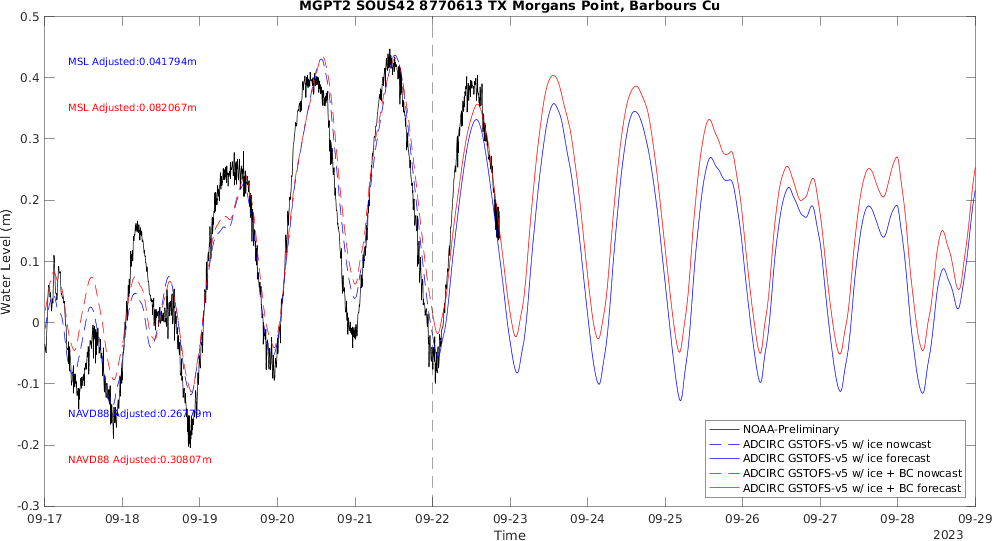 MGPT2 SOUS42 8770613 TX Morgans Point, Barbours Cu
0.5
0.4
0.3
0.2
0.1
0
-0.1
-0.2
-0.3
Water Level (m)
MSL Adjusted:0.041794m
MSL Adjusted:0.082067m
NAVD88 Adjusted:0.26779m
NAVD88 Adjusted:0.30807m
NOAA-Preliminary
ADCIRC GSTOFS-v5 w/ ice nowcast
ADCIRC GSTOFS-v5 w/ ice forecast
ADCIRC GSTOFS-v5 w/ ice + BC nowcast
ADCIRC GSTOFS-v5 w/ ice + BC forecast
09-17 09-18 09-19 09-20 09-21 09-22 09-23 09-24 09-25 09-26 09-27 09-28 09-29
Time
2023